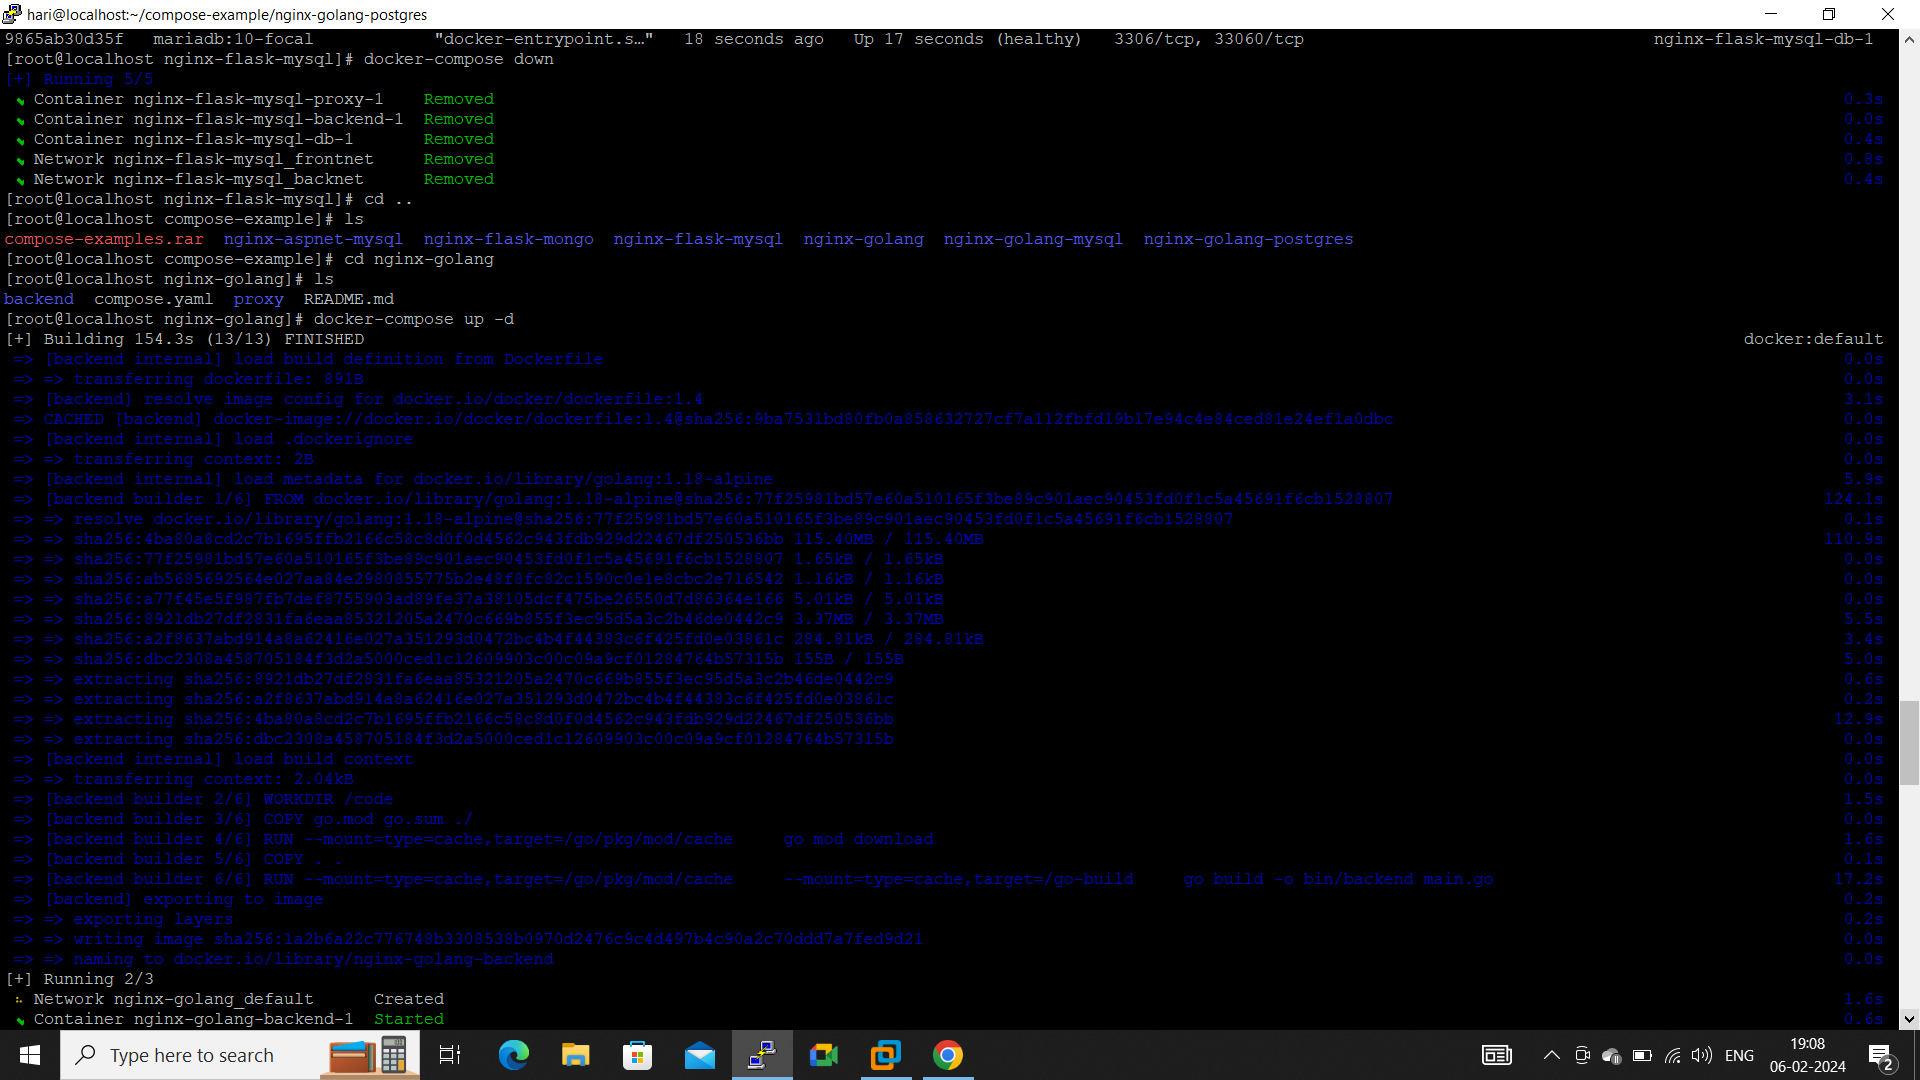 hari@localhost:~/compose-example/nginx-golang-postgres
9865ab30d35f mariadb:10-focal "docker-entrypoint.s…" 18 seconds ago Up 17 seconds (healthy) 3306/tcp, 33060/tcp nginx-flask-mysql-db-1
[root@localhost nginx-flask-mysql]# docker-compose down
[+] Running 5/5
Container nginx-flask-mysql-proxy-1 Removed 0.3s
Container nginx-flask-mysql-backend-1 Removed 0.0s
Container nginx-flask-mysql-db-1 Removed 0.4s
Network nginx-flask-mysql_frontnet Removed 0.8s
Network nginx-flask-mysql_backnet Removed 0.4s
[root@localhost nginx-flask-mysql]# cd ..
[root@localhost compose-example]# ls
compose-examples.rar nginx-aspnet-mysql nginx-flask-mongo nginx-flask-mysql nginx-golang nginx-golang-mysql nginx-golang-postgres
[root@localhost compose-example]# cd nginx-golang
[root@localhost nginx-golang]# ls
backend compose.yaml proxy README.md
[root@localhost nginx-golang]# docker-compose up -d
[+] Building 154.3s (13/13) FINISHED docker:default
=> [backend internal] load build definition from Dockerfile 0.0s
=> => transferring dockerfile: 891B 0.0s
=> [backend] resolve image config for docker.io/docker/dockerfile:1.4 3.1s
=> CACHED [backend] docker-image://docker.io/docker/dockerfile:1.4@sha256:9ba7531bd80fb0a858632727cf7a112fbfd19b17e94c4e84ced81e24ef1a0dbc 0.0s
=> [backend internal] load .dockerignore 0.0s
=> => transferring context: 2B 0.0s
=> [backend internal] load metadata for docker.io/library/golang:1.18-alpine 5.9s
=> [backend builder 1/6] FROM docker.io/library/golang:1.18-alpine@sha256:77f25981bd57e60a510165f3be89c901aec90453fd0f1c5a45691f6cb1528807 124.1s
=> => resolve docker.io/library/golang:1.18-alpine@sha256:77f25981bd57e60a510165f3be89c901aec90453fd0f1c5a45691f6cb1528807 0.1s
=> => sha256:4ba80a8cd2c7b1695ffb2166c58c8d0f0d4562c943fdb929d22467df250536bb 115.40MB / 115.40MB 110.9s
=> => sha256:77f25981bd57e60a510165f3be89c901aec90453fd0f1c5a45691f6cb1528807 1.65kB / 1.65kB 0.0s
=> => sha256:ab5685692564e027aa84e2980855775b2e48f8fc82c1590c0e1e8cbc2e716542 1.16kB / 1.16kB 0.0s
=> => sha256:a77f45e5f987fb7def8755903ad89fe37a38105dcf475be26550d7d86364e166 5.01kB / 5.01kB 0.0s
=> => sha256:8921db27df2831fa6eaa85321205a2470c669b855f3ec95d5a3c2b46de0442c9 3.37MB / 3.37MB 5.5s
=> => sha256:a2f8637abd914a8a62416e027a351293d0472bc4b4f44383c6f425fd0e03861c 284.81kB / 284.81kB 3.4s
=> => sha256:dbc2308a458705184f3d2a5000ced1c12609903c00c09a9cf01284764b57315b 155B / 155B 5.0s
=> => extracting sha256:8921db27df2831fa6eaa85321205a2470c669b855f3ec95d5a3c2b46de0442c9 0.6s
=> => extracting sha256:a2f8637abd914a8a62416e027a351293d0472bc4b4f44383c6f425fd0e03861c 0.2s
=> => extracting sha256:4ba80a8cd2c7b1695ffb2166c58c8d0f0d4562c943fdb929d22467df250536bb 12.9s
=> => extracting sha256:dbc2308a458705184f3d2a5000ced1c12609903c00c09a9cf01284764b57315b 0.0s
=> [backend internal] load build context 0.0s
=> => transferring context: 2.04kB 0.0s
=> [backend builder 2/6] WORKDIR /code 1.5s
=> [backend builder 3/6] COPY go.mod go.sum ./ 0.0s
=> [backend builder 4/6] RUN --mount=type=cache,target=/go/pkg/mod/cache go mod download 1.6s
=> [backend builder 5/6] COPY . . 0.1s
=> [backend builder 6/6] RUN --mount=type=cache,target=/go/pkg/mod/cache --mount=type=cache,target=/go-build go build -o bin/backend main.go 17.2s
=> [backend] exporting to image 0.2s
=> => exporting layers 0.2s
=> => writing image sha256:1a2b6a22c776748b3308538b0970d2476c9c4d497b4c90a2c70ddd7a7fed9d21 0.0s
=> => naming to docker.io/library/nginx-golang-backend 0.0s
[+] Running 2/3
Network nginx-golang_default Created 1.6s
Container nginx-golang-backend-1 Started 0.6s
Type here to search
ENG
19:08
06-02-2024
2